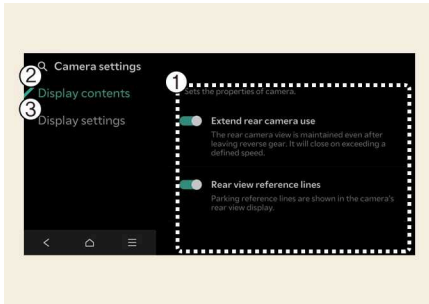 Camera settings
②
①
Display contents
Sets the properties of camera.
③
Display settings
Extend rear camera use
The rear camera view is maintained even after
leaving reverse gear. It will close on exceeding a
defined speed.
Rear view reference lines
Parking reference lines are shown in the camera's
rear view display.